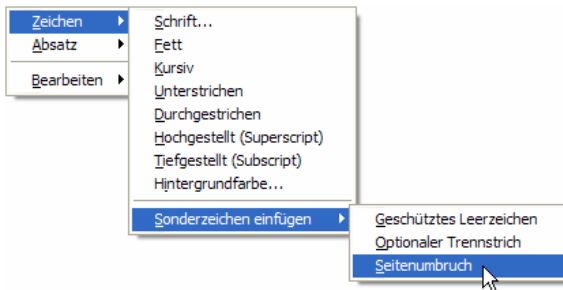 Zeichen
Absatz
Bearbeiten
Schrift...
Fett
Kursiv
Unterstrichen
Durchgestrichen
Hochgestellt (Superscript)
Tiefgestellt (Subscript)
Hintergrundfarbe...
Sonderzeichen einfügen
Geschütztes Leerzeichen
Optionaler Trennstrich
Seitenumbruch